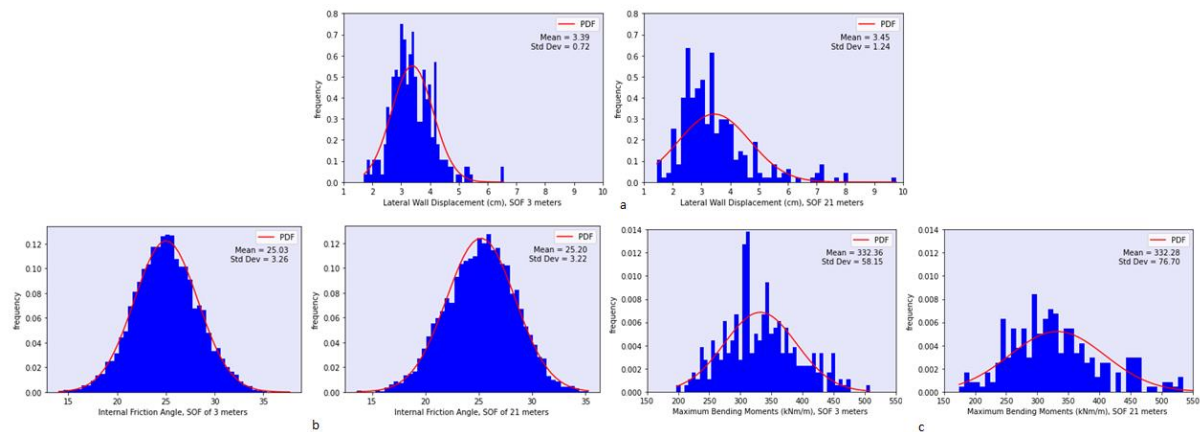 0.8
0.7
0.6
0.5
0.4
0.3
0.2
0.1
0.0
frequency
PDF
Mean = 3.39
Std Dev = 0.72
1 2 3 4 5 6 7 8 9 10
Lateral Wall Displacement (cm), SOF 3 meters
0.8
0.7
0.6
0.5
0.4
0.3
0.2
0.1
0.0
frequency
PDF
Mean = 3.45
Std Dev = 1.24
1 2 3 4 5 6 7 8 9 10
Lateral Wall Displacement (cm), SOF 21 meters
a
0.12
0.10
0.08
0.06
0.04
0.02
0.00
frequency
PDF
Mean = 25.03
Std Dev = 3.26
15 20 25 30 35
Internal Friction Angle, SOF of 3 meters
0.12
0.10
0.08
0.06
0.04
0.02
0.00
frequency
PDF
Mean = 25.20
Std Dev = 3.22
15 20 25 30 35
Internal Friction Angle, SOF of 21 meters
b
0.014
0.012
0.010
0.008
0.006
0.004
0.002
0.000
frequency
PDF
Mean = 332.36
Std Dev = 58.15
150 200 250 300 350 400 450 500 550
Maximum Bending Moments (kNm/m), SOF 3 meters
0.014
0.012
0.010
0.008
0.006
0.004
0.002
0.000
frequency
PDF
Mean = 332.28
Std Dev = 76.70
150 200 250 300 350 400 450 500 550
Maximum Bending Moments (kNm/m), SOF 21 meters
c